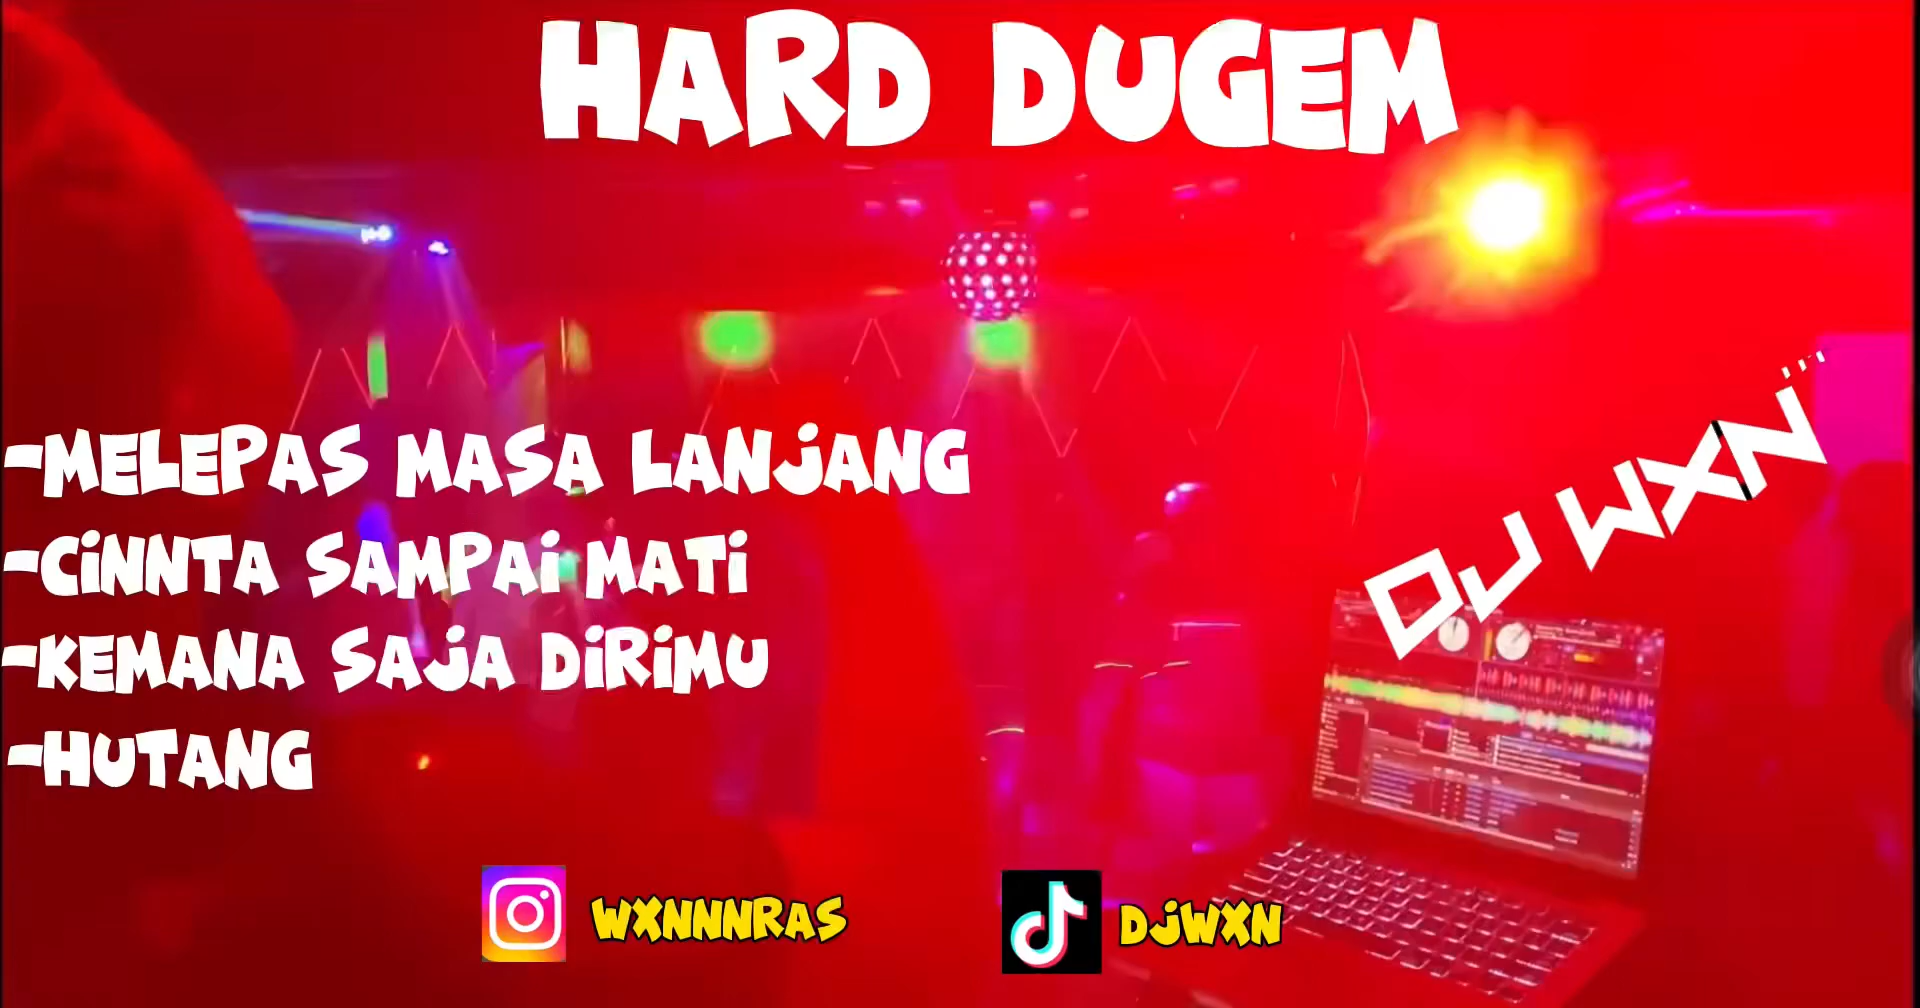 HARD DUGEM
DJ WXN
-MELEPAS MASA LANJANG
-CINNTA SAMPAI MATI
-KEMANA SAJA DIRIMU
-HUTANG
WXNNNRAS
DJWXN